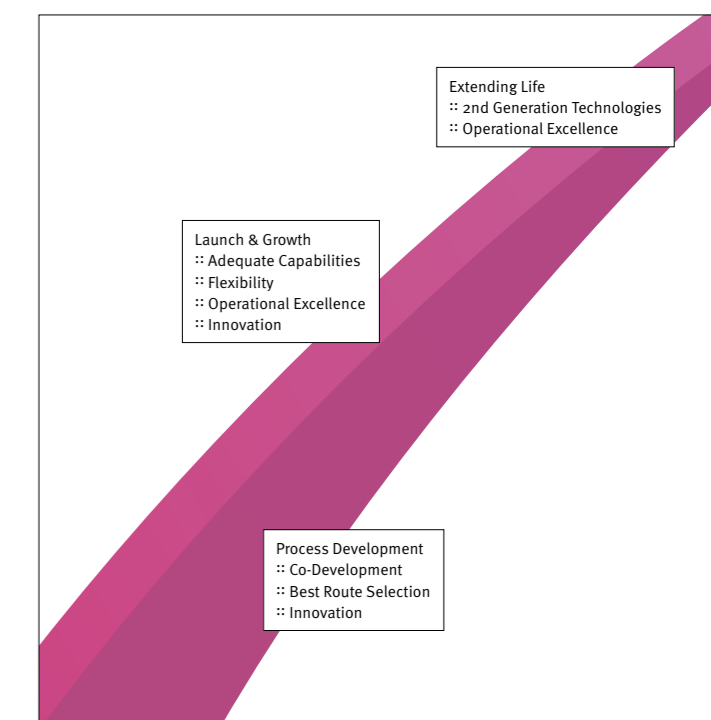 Extending Life
:: 2nd Generation Technologies
:: Operational Excellence
Launch & Growth
:: Adequate Capabilities
:: Flexibility
:: Operational Excellence
:: Innovation
Process Development
:: Co-Development
:: Best Route Selection
:: Innovation